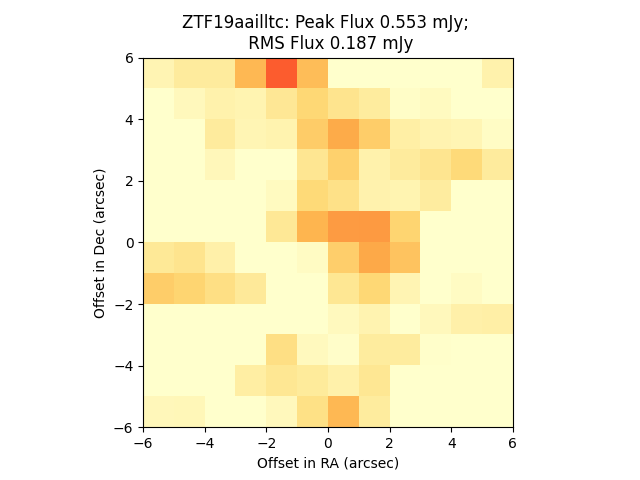 ZTF19aailltc: Peak Flux 0.553 mJy;
RMS Flux 0.187 mJy
6
4
2
0
−2
−4
−6
Offset in Dec (arcsec)
−6 −4 −2 0 2 4 6
Offset in RA (arcsec)